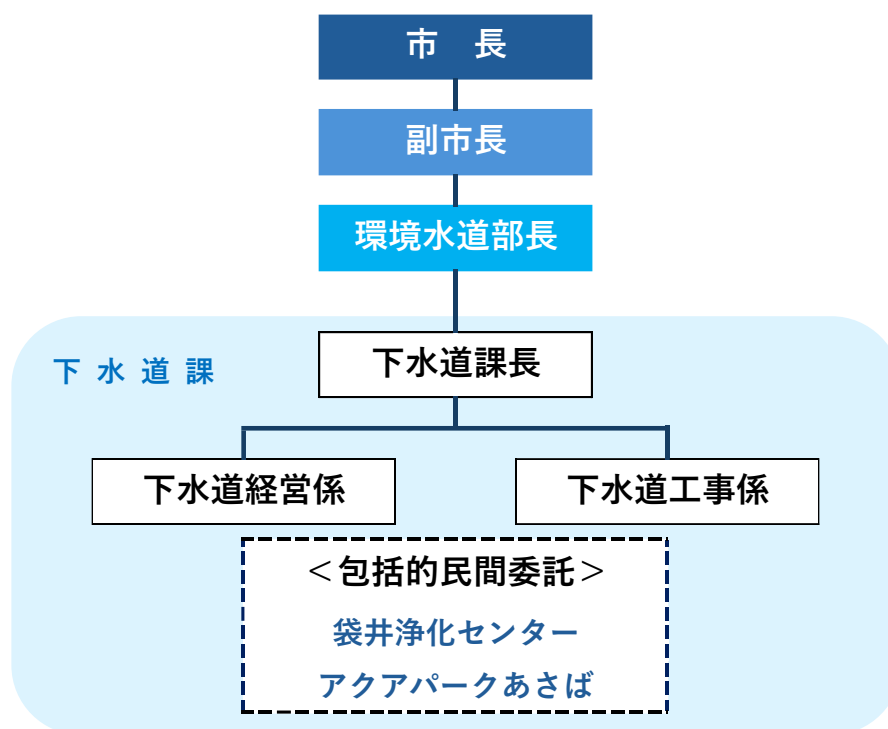 市　長
副市長
環境水道部長
下水道課長
下 水 道 課
下水道経営係
下水道工事係
＜包括的民間委託＞
袋井浄化センター
アクアパークあさば